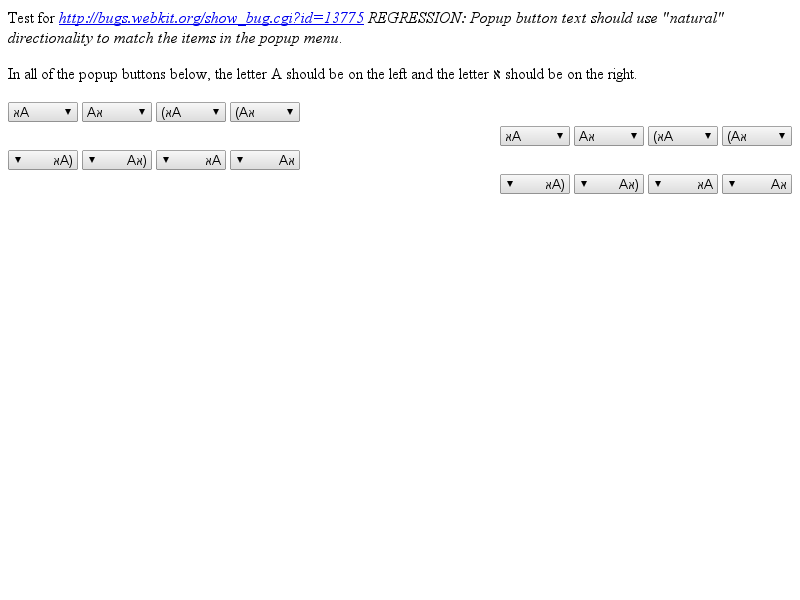 Test for http://bugs.webkit.org/show_bug.cgi?id=13775 REGRESSION: Popup button text should use "natural"
directionality to match the items in the popup menu.
In all of the popup buttons below, the letter A should be on the left and the letter א should be on the right.
‭אA ▼ Aא ▼ (אA ▼ (Aא ▼‬
‭אA ▼ Aא ▼ (אA ▼ (Aא ▼‬
‭▼ אA) ▼ Aא) ▼ אA ▼ Aא‬
‭▼ אA) ▼ Aא) ▼ אA ▼ Aא‬